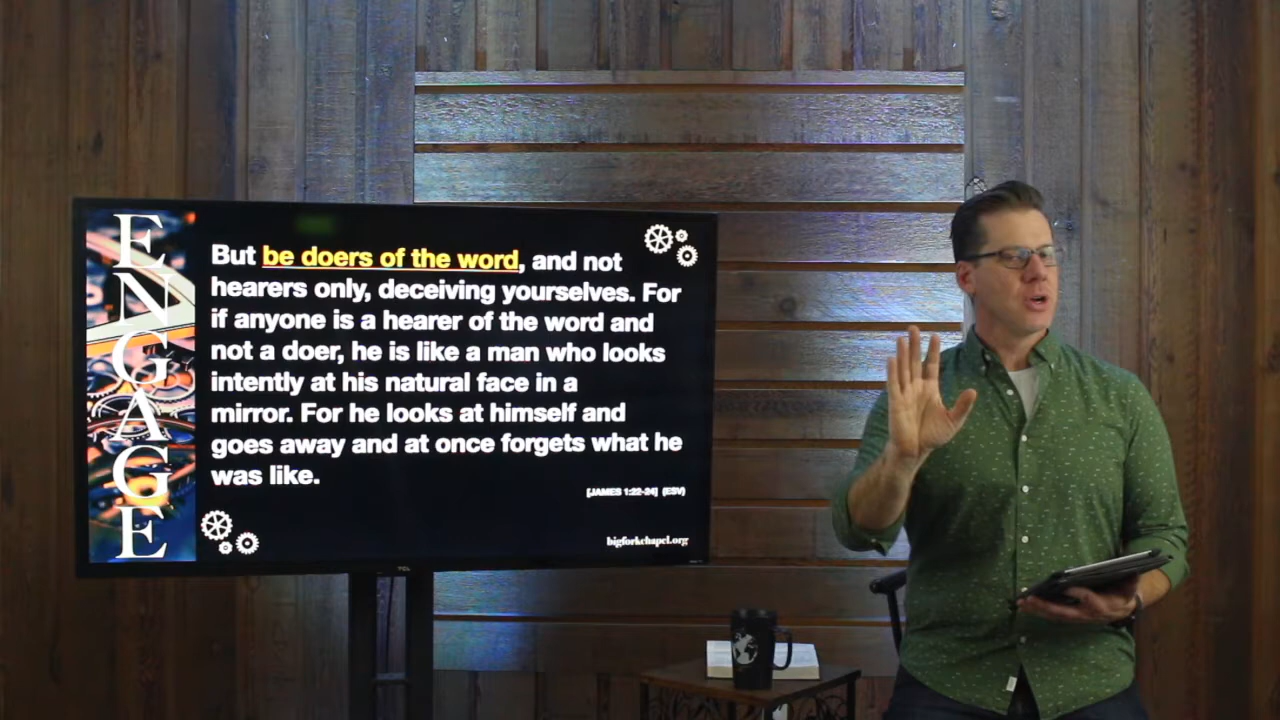 ENGAGE
But be doers of the word, and not
hearers only, deceiving yourselves. For
if anyone is a hearer of the word and
not a doer, he is like a man who looks
intently at his natural face in a
mirror. For he looks at himself and
goes away and at once forgets what he
was like.
[JAMES 1:22-24] (ESV)
bigforkchapel.org
TCL